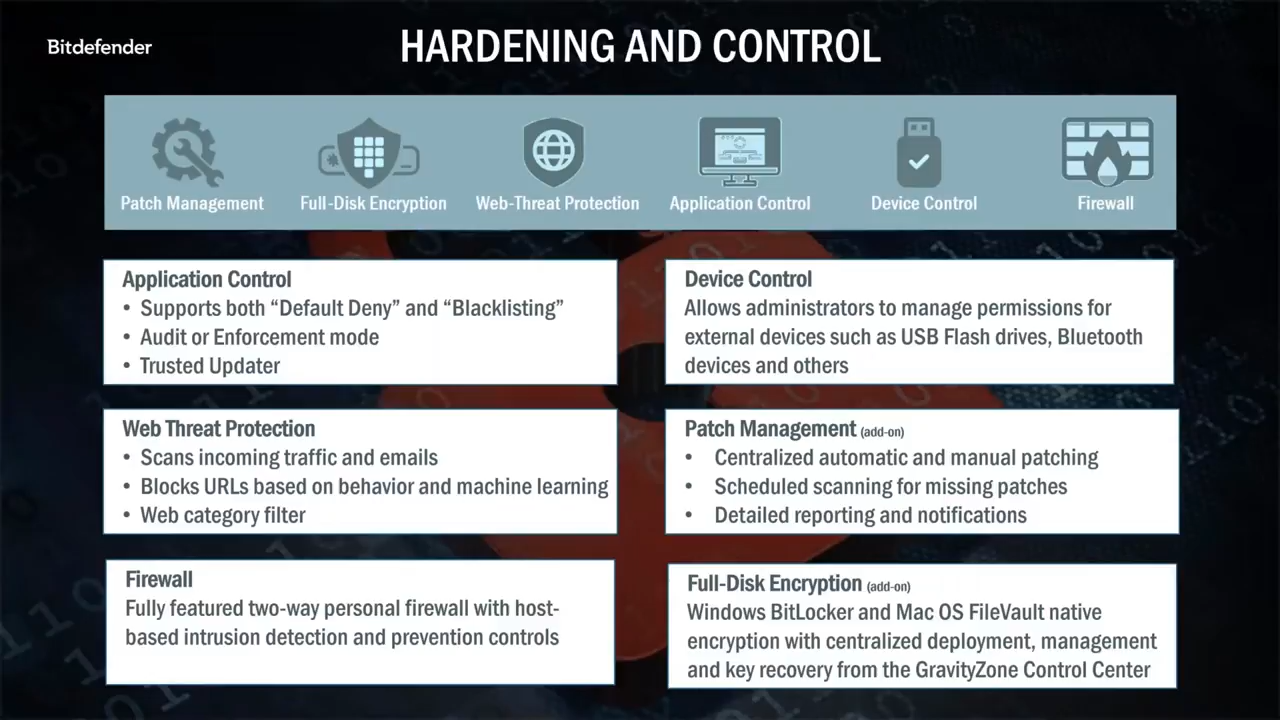 Bitdefender
HARDENING AND CONTROL
Patch Management
Full-Disk Encryption
Web-Threat Protection
Application Control
Device Control
Firewall
Application Control
• Supports both “Default Deny” and “Blacklisting”
• Audit or Enforcement mode
• Trusted Updater
Device Control
Allows administrators to manage permissions for
external devices such as USB Flash drives, Bluetooth
devices and others
Web Threat Protection
• Scans incoming traffic and emails
• Blocks URLs based on behavior and machine learning
• Web category filter
Patch Management (add-on)
• Centralized automatic and manual patching
• Scheduled scanning for missing patches
• Detailed reporting and notifications
Firewall
Fully featured two-way personal firewall with host-
based intrusion detection and prevention controls
Full-Disk Encryption (add-on)
Windows BitLocker and Mac OS FileVault native
encryption with centralized deployment, management
and key recovery from the GravityZone Control Center